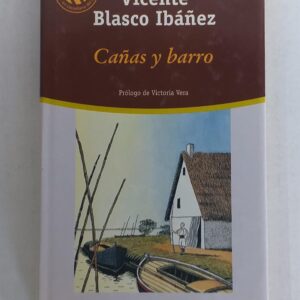 Vicente
Blasco Ibáñez
Cañas y barro
Prólogo de Victoria Vera